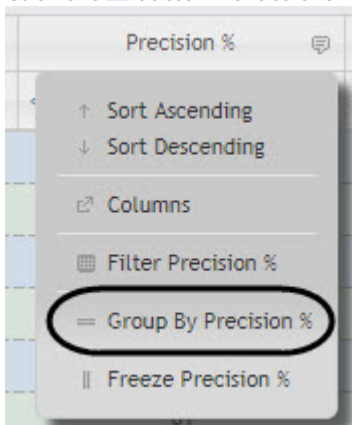 Precision %
Sort Ascending
Sort Descending
Columns
Filter Precision %
Group By Precision %
Freeze Precision %